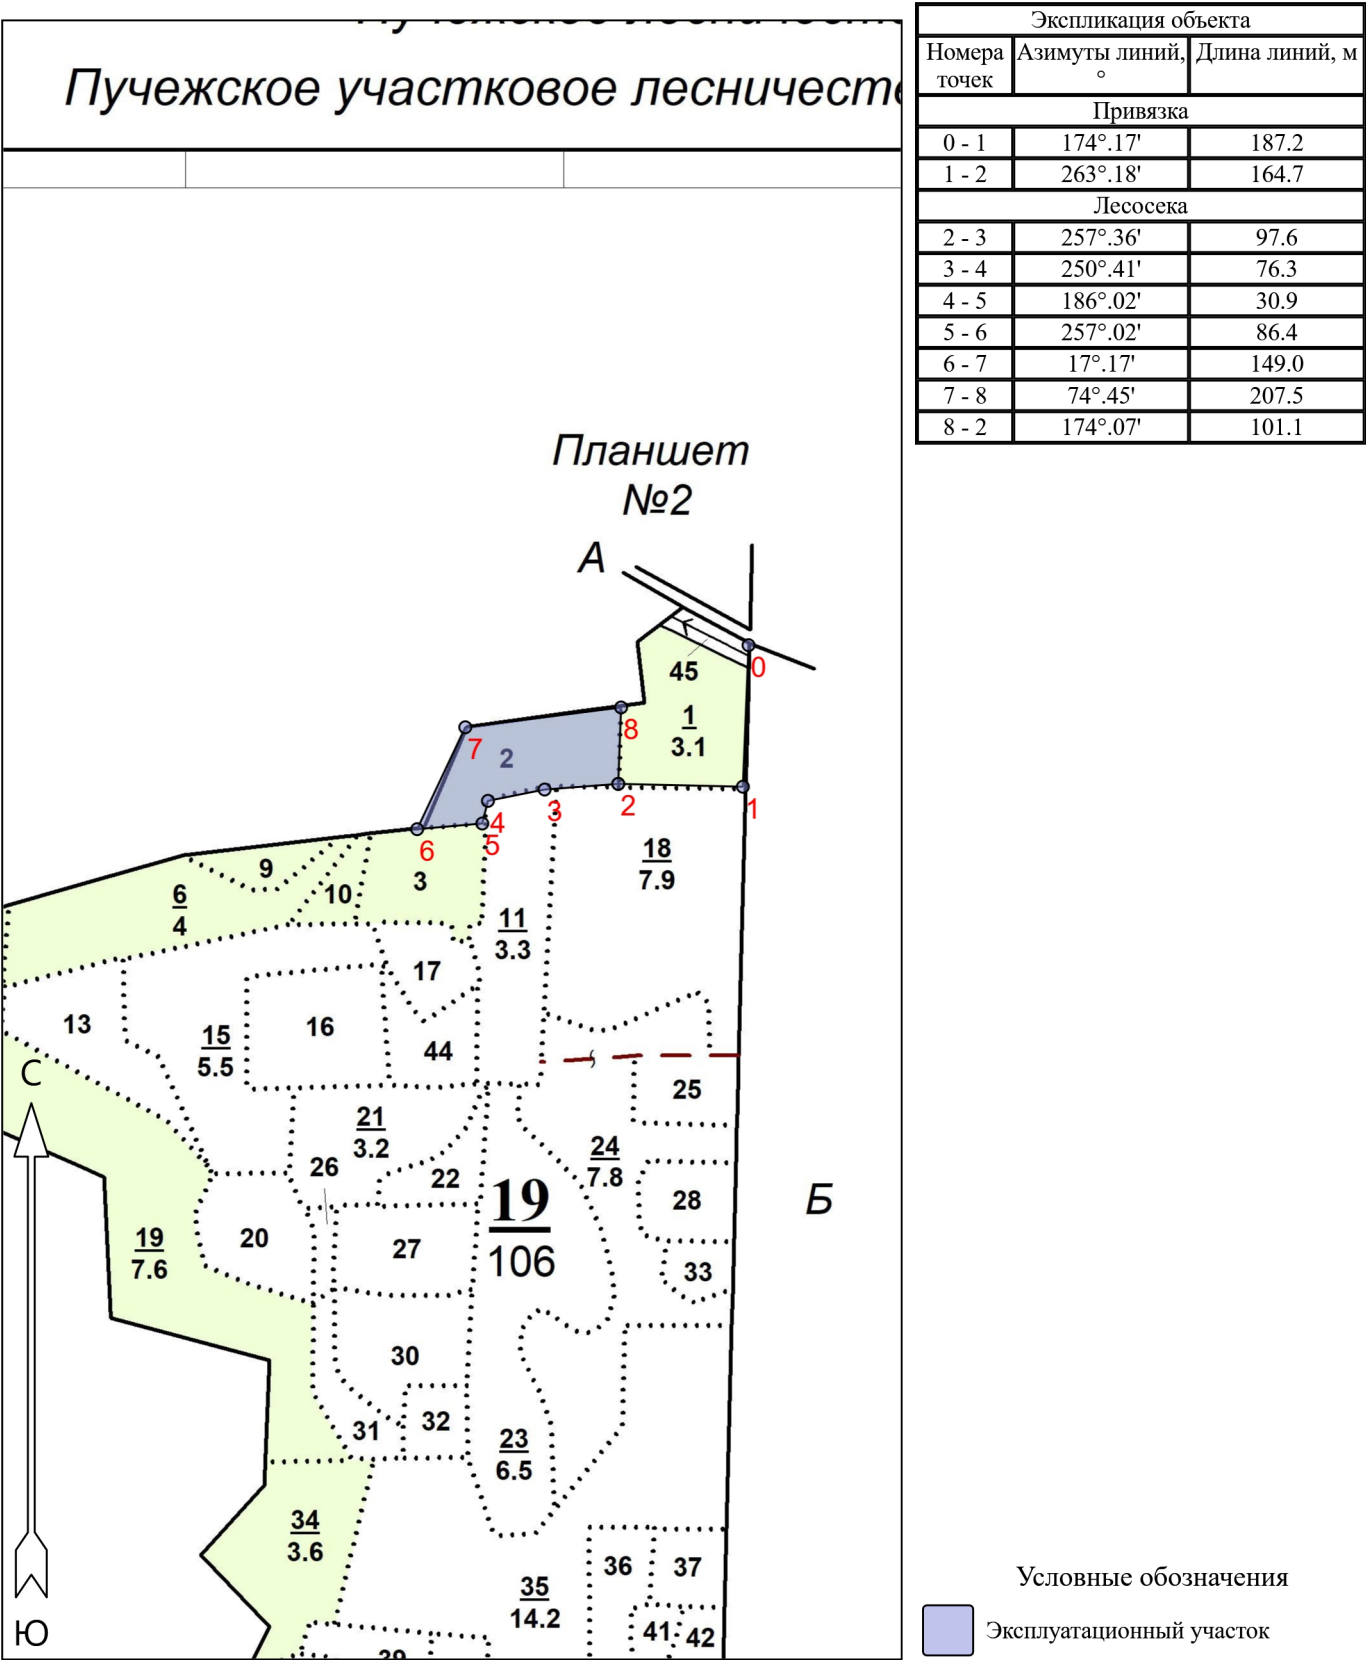 Пучежское участковое лесничест
Планшет
№2
А
0
45
1
3.1
8
7
2
1
2
3
4
5
6
18
7.9
9
10
3
6
4
11
3.3
17
13
15
5.5
16
44
С
25
21
3.2
24
7.8
26
22
28
Б
19
106
19
7.6
20
27
33
30
31
32
23
6.5
34
3.6
35
14.2
36
37
41
42
39
Ю
Экспликация объекта
Номера точек Азимуты линий, ° Длина линий, м
Привязка
0 - 1 174°.17' 187.2
1 - 2 263°.18' 164.7
Лесосека
2 - 3 257°.36' 97.6
3 - 4 250°.41' 76.3
4 - 5 186°.02' 30.9
5 - 6 257°.02' 86.4
6 - 7 17°.17' 149.0
7 - 8 74°.45' 207.5
8 - 2 174°.07' 101.1
Условные обозначения
Эксплуатационный участок